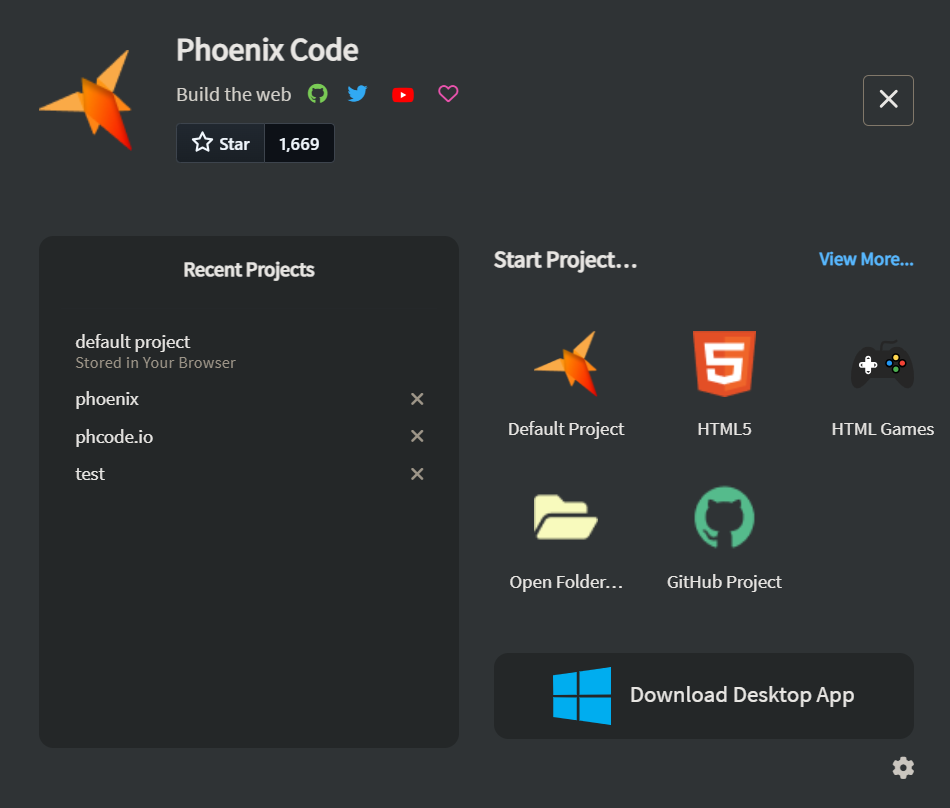 Phoenix Code
Build the web
Star 1,669
Recent Projects
default project
Stored in Your Browser
phoenix
phcode.io
test
Start Project...
View More...
Default Project
HTML5
HTML Games
Open Folder...
GitHub Project
Download Desktop App